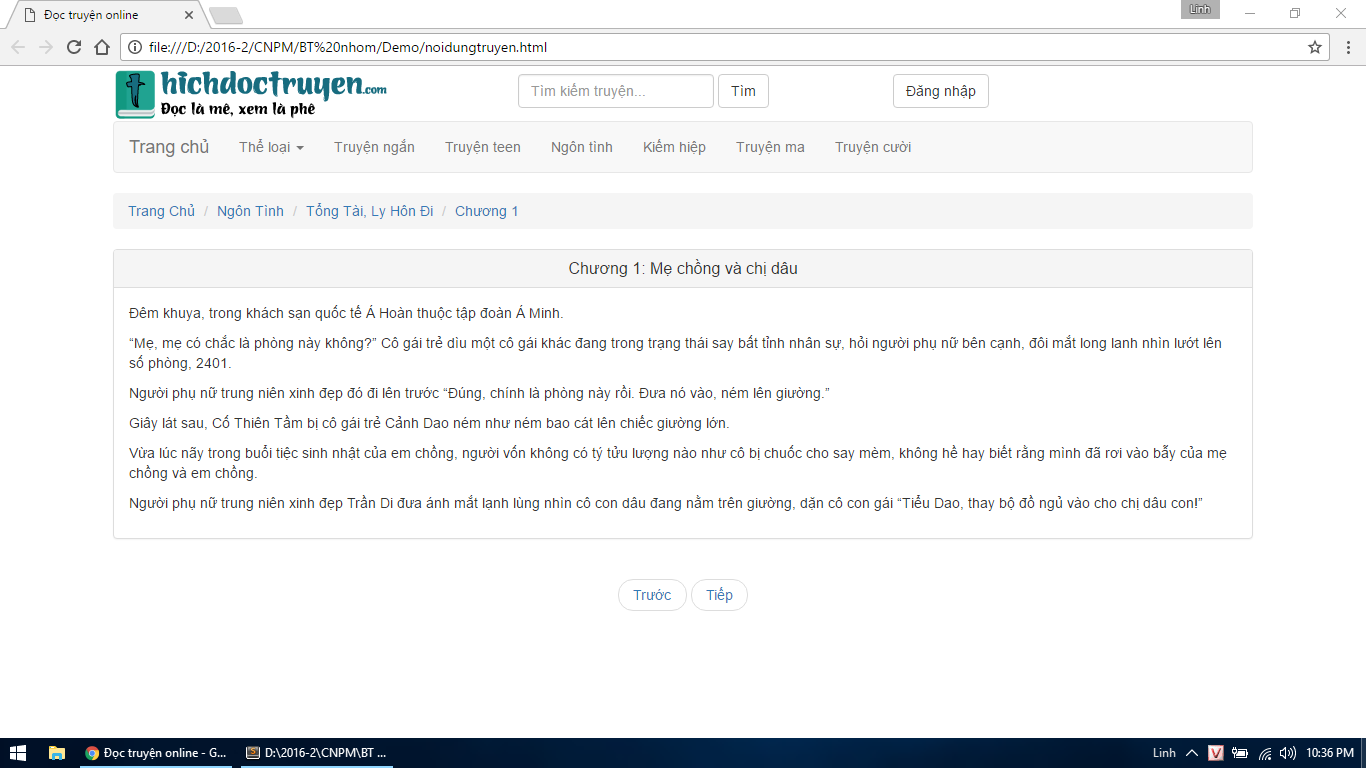 Đọc truyện online
Linh
file:///D:/2016-2/CNPM/BT%20nhom/Demo/noidungtruyen.html
Thichdoctruyen.com
Đọc là mê, xem là phê
Tìm kiếm truyện...
Tìm
Đăng nhập
Trang chủ Thể loại Truyện ngắn Truyện teen Ngôn tình Kiếm hiệp Truyện ma Truyện cười
Trang Chủ / Ngôn Tình / Tổng Tài, Ly Hôn Đi / Chương 1
Chương 1: Mẹ chồng và chị dâu
Đêm khuya, trong khách sạn quốc tế Á Hoàn thuộc tập đoàn Á Minh.
“Mẹ, mẹ có chắc là phòng này không?” Cô gái trẻ dìu một cô gái khác đang trong trạng thái say bất tỉnh nhân sự, hỏi người phụ nữ bên cạnh, đôi mắt long lanh nhìn lướt lên
số phòng, 2401.
Người phụ nữ trung niên xinh đẹp đó đi lên trước “Đúng, chính là phòng này rồi. Đưa nó vào, ném lên giường.”
Giây lát sau, Cố Thiên Tầm bị cô gái trẻ Cảnh Dao ném như ném bao cát lên chiếc giường lớn.
Vừa lúc nãy trong buổi tiệc sinh nhật của em chồng, người vốn không có tý tửu lượng nào như cô bị chuốc cho say mèm, không hề hay biết rằng mình đã rơi vào bẫy của mẹ
chồng và em chồng.
Người phụ nữ trung niên xinh đẹp Trần Di đưa ánh mắt lạnh lùng nhìn cô con dâu đang nằm trên giường, dặn cô con gái “Tiểu Dao, thay bộ đồ ngủ vào cho chị dâu con!”
Trước Tiếp
Đọc truyện online - G...
D:\2016-2\CNPM\BT ...
Linh
V
10:36 PM